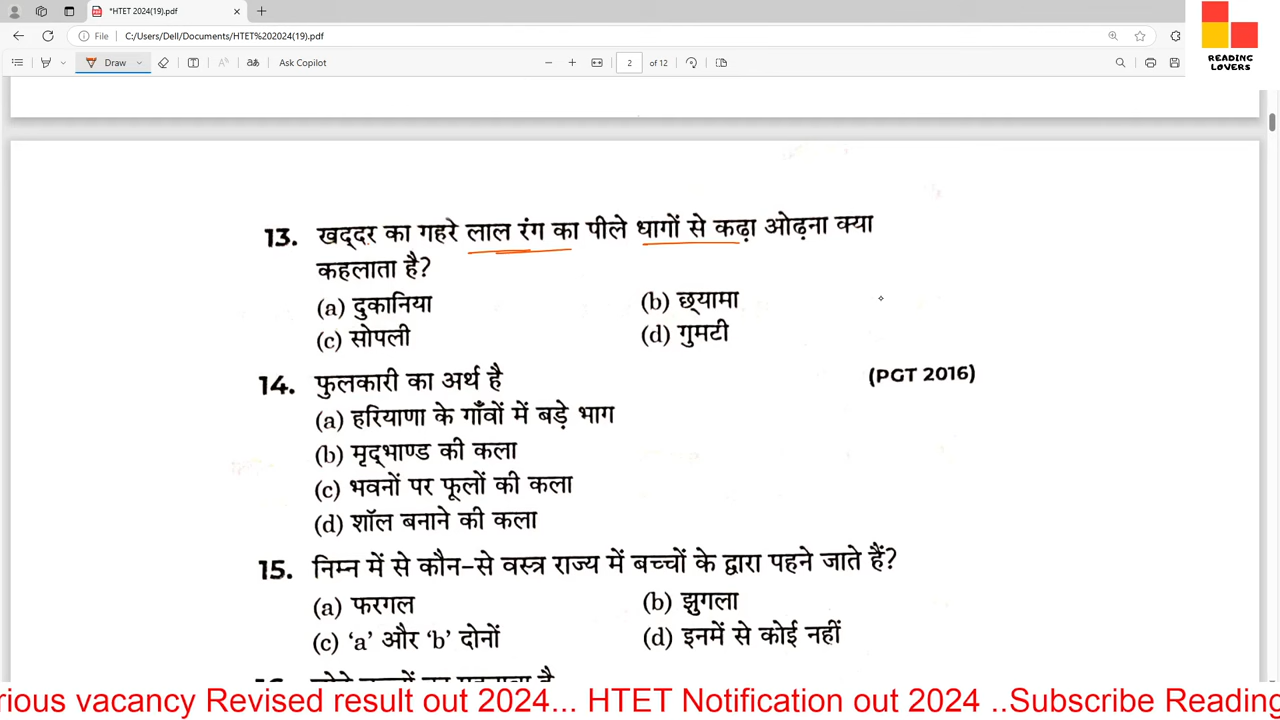 *HTET 2024(19).pdf
File C:/Users/Dell/Documents/HTET%202024(19).pdf
READING
LOVERS
Draw
Ask Copilot
2 of 12
13. खद्दर का गहरे लाल रंग का पीले धागों से कढ़ा ओढ़ना क्या
कहलाता है?
(a) दुकानिया (b) छ्यामा
(c) सोपली (d) गुमटी
14. फुलकारी का अर्थ है (PGT 2016)
(a) हरियाणा के गाँवों में बड़े भाग
(b) मृद्भाण्ड की कला
(c) भवनों पर फूलों की कला
(d) शॉल बनाने की कला
15. निम्न में से कौन-से वस्त्र राज्य में बच्चों के द्वारा पहने जाते हैं?
(a) फरगल (b) झुगला
(c) 'a' और 'b' दोनों (d) इनमें से कोई नहीं
rious vacancy Revised result out 2024... HTET Notification out 2024 ..Subscribe Reading